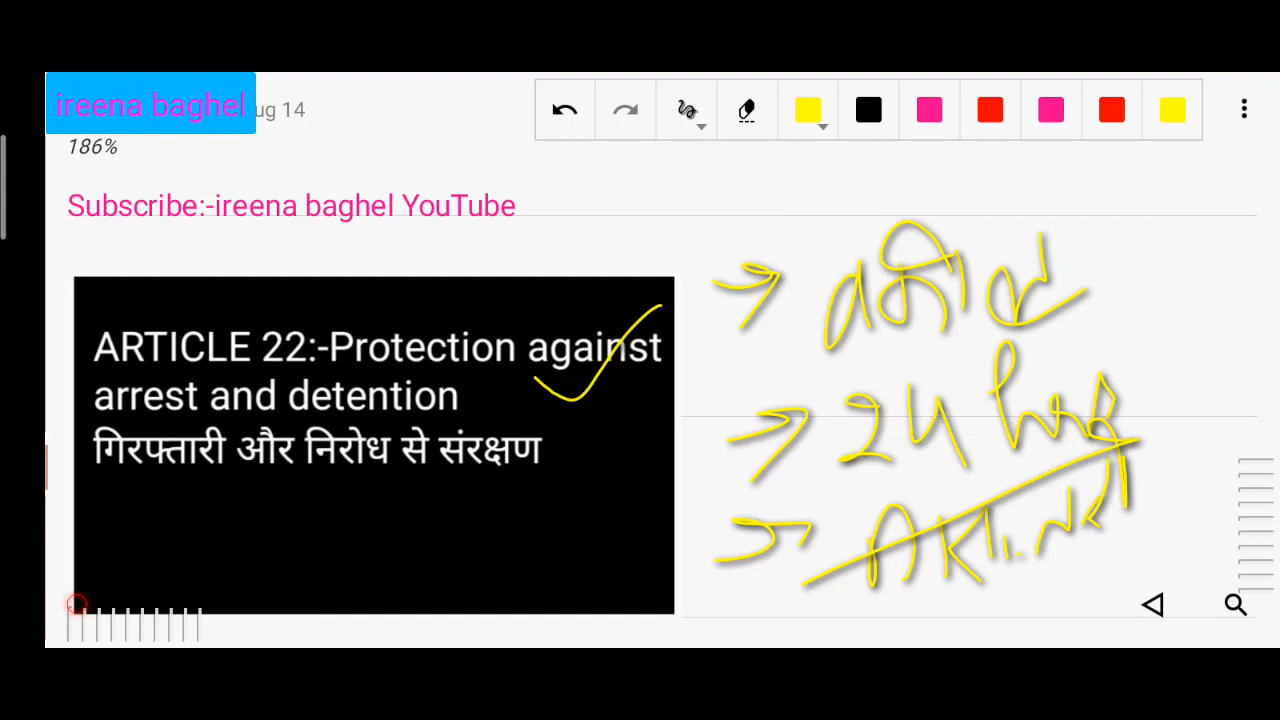 ireena baghel
ug 14
186%
Subscribe:-ireena baghel YouTube
ARTICLE 22:-Protection against
arrest and detention
गिरफ्तारी और निरोध से संरक्षण
→ वकील
→ 24
→